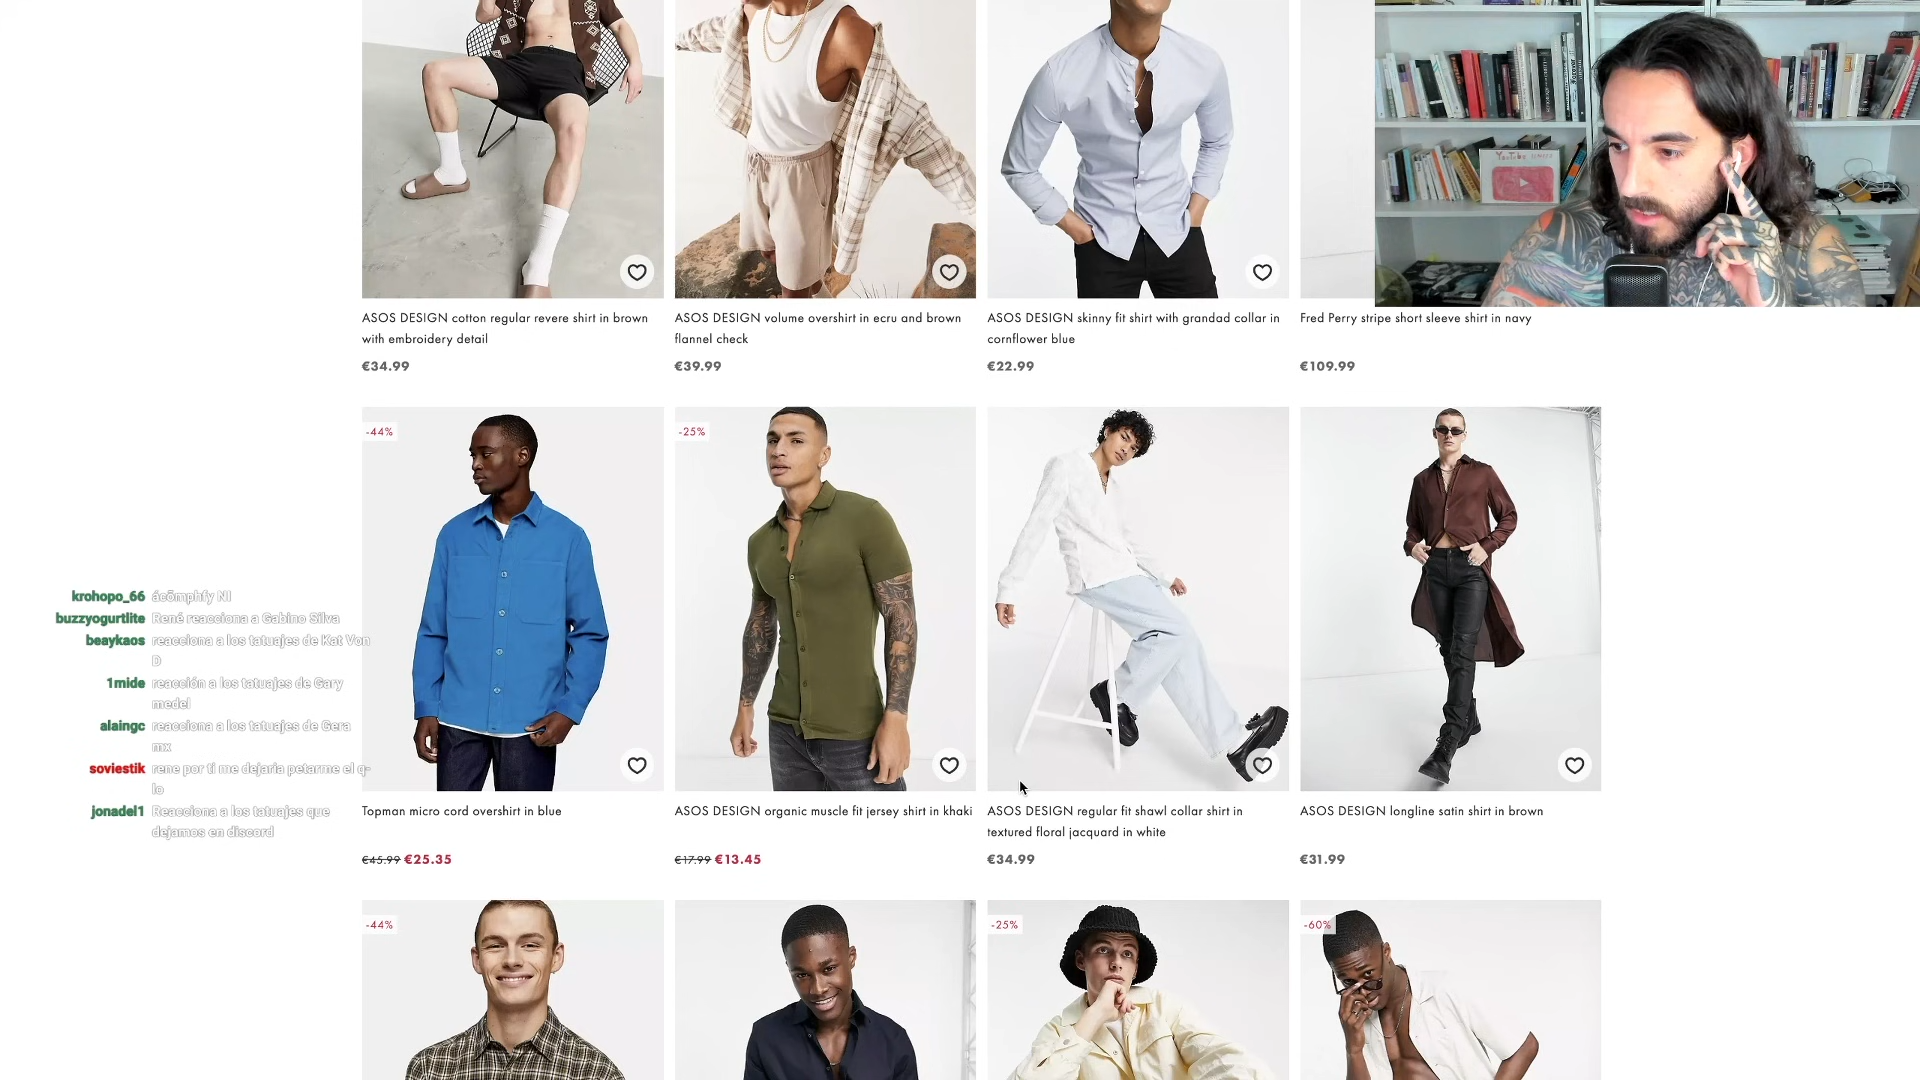 YouTube
ASOS DESIGN cotton regular revere shirt in brown
with embroidery detail
€34.99
ASOS DESIGN volume overshirt in ecru and brown
flannel check
€39.99
ASOS DESIGN skinny fit shirt with grandad collar in
cornflower blue
€22.99
Fred Perry stripe short sleeve shirt in navy
€109.99
-44%
-25%
krohopo_66 ácōmphfy NI
buzzyogurtlite René reacciona a Gabino Silva
beaykaos reacciona a los tatuajes de Kat Von
D
1mide reacción a los tatuajes de Gary
medel
alaingc reacciona a los tatuajes de Gera
mx
soviestik rene por ti me dejaria petarme el q-
lo
jonadel1 Reacciona a los tatuajes que
dejamos en discord
Topman micro cord overshirt in blue
€45.99 €25.35
ASOS DESIGN organic muscle fit jersey shirt in khaki
€17.99 €13.45
ASOS DESIGN regular fit shawl collar shirt in
textured floral jacquard in white
€34.99
ASOS DESIGN longline satin shirt in brown
€31.99
-44%
-25%
-60%